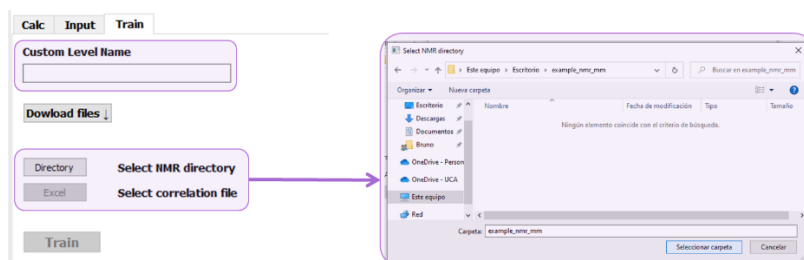 Calc Input Train
Custom Level Name
Dowload files ↓
Directory Select NMR directory
Excel Select correlation file
Train
Select NMR directory
Este equipo > Escritorio > example_nmr_mm
Buscar en example_nmr_mm
Organizar Nueva carpeta
Nombre Fecha de modificación Tipo Tamaño
Ningún elemento coincide con el criterio de búsqueda.
Escritorio
Descargas
Documentos
Bruno
OneDrive - Person
OneDrive - UCA
Este equipo
Red
Carpeta: example_nmr_mm
Seleccionar carpeta Cancelar